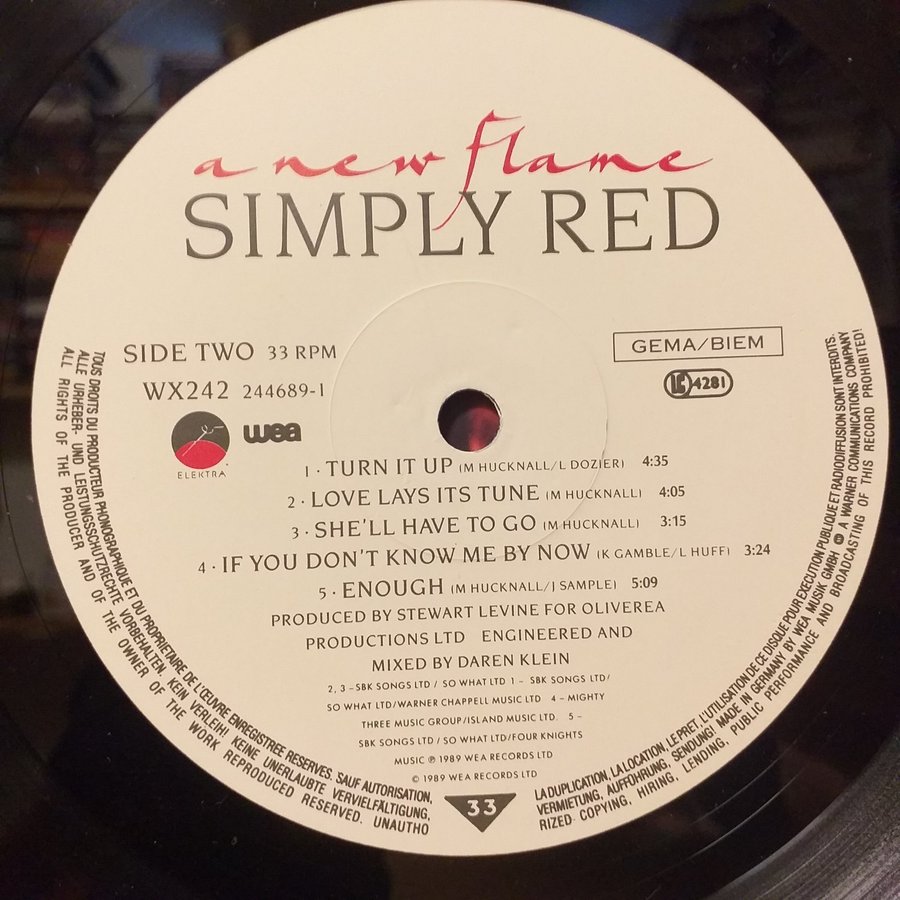 a new flame
SIMPLY RED
SIDE TWO 33 RPM
WX242 244689-1
GEMA/BIEM
LC 4281
ELEKTRA
wea
1 · TURN IT UP (M HUCKNALL/L DOZIER) 4:35
2 · LOVE LAYS ITS TUNE (M HUCKNALL) 4:05
3 · SHE'LL HAVE TO GO (M HUCKNALL) 3:15
4 · IF YOU DON'T KNOW ME BY NOW (K GAMBLE/L HUFF) 3:24
5 · ENOUGH (M HUCKNALL/J SAMPLE) 5:09
PRODUCED BY STEWART LEVINE FOR OLIVEREA
PRODUCTIONS LTD ENGINEERED AND
MIXED BY DAREN KLEIN
2, 3 – SBK SONGS LTD / SO WHAT LTD 1 – SBK SONGS LTD/
SO WHAT LTD/WARNER CHAPPELL MUSIC LTD 4 – MIGHTY
THREE MUSIC GROUP/ISLAND MUSIC LTD. 5 –
SBK SONGS LTD / SO WHAT LTD/FOUR KNIGHTS
MUSIC ℗ 1989 WEA RECORDS LTD
© 1989 WEA RECORDS LTD
33
TOUS DROITS DU PRODUCTEUR PHONOGRAPHIQUE ET DU PROPRIETAIRE DE L'ŒUVRE ENREGISTREE RESERVES. SAUF AUTORISATION,
LA DUPLICATION, LA LOCATION, LE PRET, L'UTILISATION DE CE DISQUE POUR EXECUTION PUBLIQUE ET RADIODIFFUSION SONT INTERDITS.
ALLE URHEBER- UND LEISTUNGSSCHUTZRECHTE VORBEHALTEN. KEIN VERLEIH! KEINE UNERLAUBTE VERVIELFÄLTIGUNG,
VERMIETUNG, AUFFÜHRUNG, SENDUNG! MADE IN GERMANY BY WEA MUSIK GMBH A WARNER COMMUNICATIONS COMPANY
ALL RIGHTS OF THE PRODUCER AND OF THE OWNER OF THE WORK REPRODUCED RESERVED. UNAUTHO
RIZED COPYING, HIRING, LENDING, PUBLIC PERFORMANCE AND BROADCASTING OF THIS RECORD PROHIBITED!